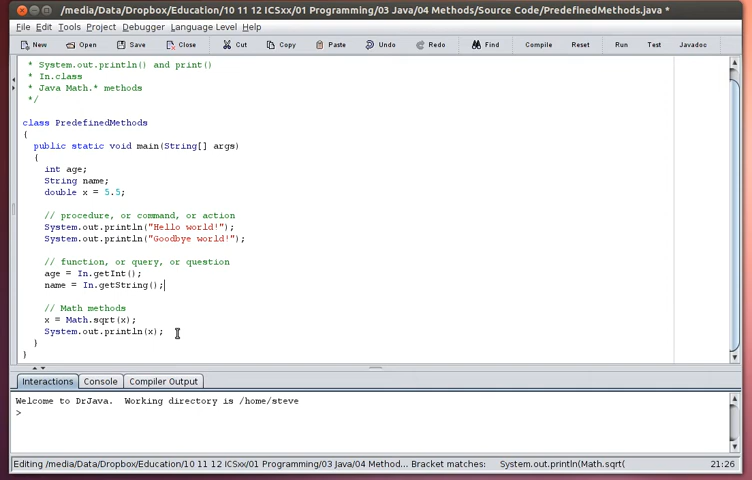 /media/Data/Dropbox/Education/10 11 12 ICSxx/01 Programming/03 Java/04 Methods/Source Code/PredefinedMethods.java *
File Edit Tools Project Debugger Language Level Help
New Open Save Close Cut Copy Paste Undo Redo Find Compile Reset Run Test Javadoc
* System.out.println() and print()
* In.class
* Java Math.* methods
*/
class PredefinedMethods
{
public static void main(String[] args)
{
int age;
String name;
double x = 5.5;
// procedure, or command, or action
System.out.println("Hello world!");
System.out.println("Goodbye world!");
// function, or query, or question
age = In.getInt();
name = In.getString();
// Math methods
x = Math.sqrt(x);
System.out.println(x);
}
}
Interactions Console Compiler Output
Welcome to DrJava. Working directory is /home/steve
>
Editing /media/Data/Dropbox/Education/10 11 12 ICSxx/01 Programming/03 Java/04 Method... Bracket matches: System.out.println(Math.sqrt( 21:26